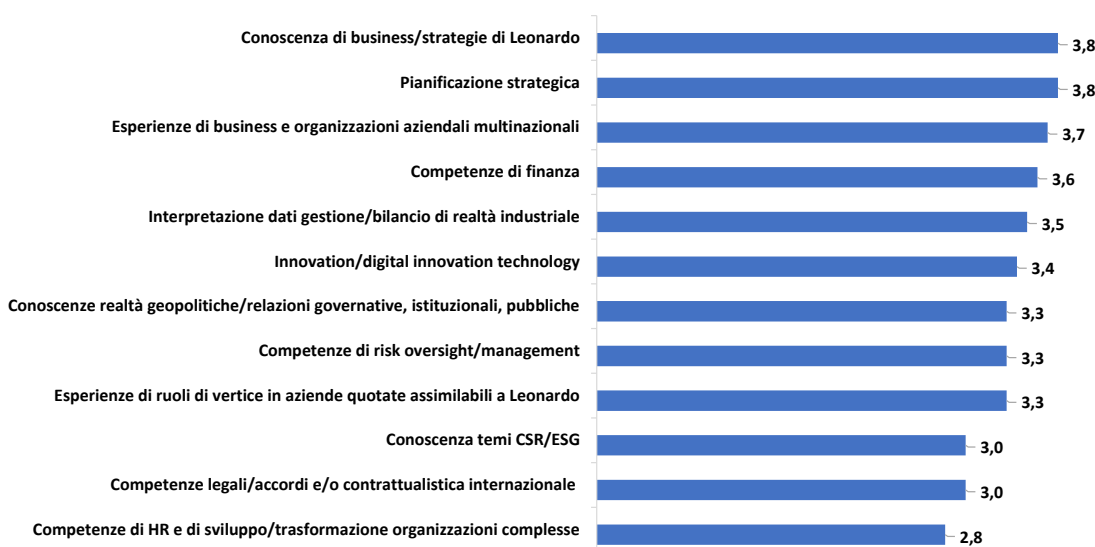 Conoscenza di business/strategie di Leonardo 3,8
Pianificazione strategica 3,8
Esperienze di business e organizzazioni aziendali multinazionali 3,7
Competenze di finanza 3,6
Interpretazione dati gestione/bilancio di realtà industriale 3,5
Innovation/digital innovation technology 3,4
Conoscenze realtà geopolitiche/relazioni governative, istituzionali, pubbliche 3,3
Competenze di risk oversight/management 3,3
Esperienze di ruoli di vertice in aziende quotate assimilabili a Leonardo 3,3
Conoscenza temi CSR/ESG 3,0
Competenze legali/accordi e/o contrattualistica internazionale 3,0
Competenze di HR e di sviluppo/trasformazione organizzazioni complesse 2,8